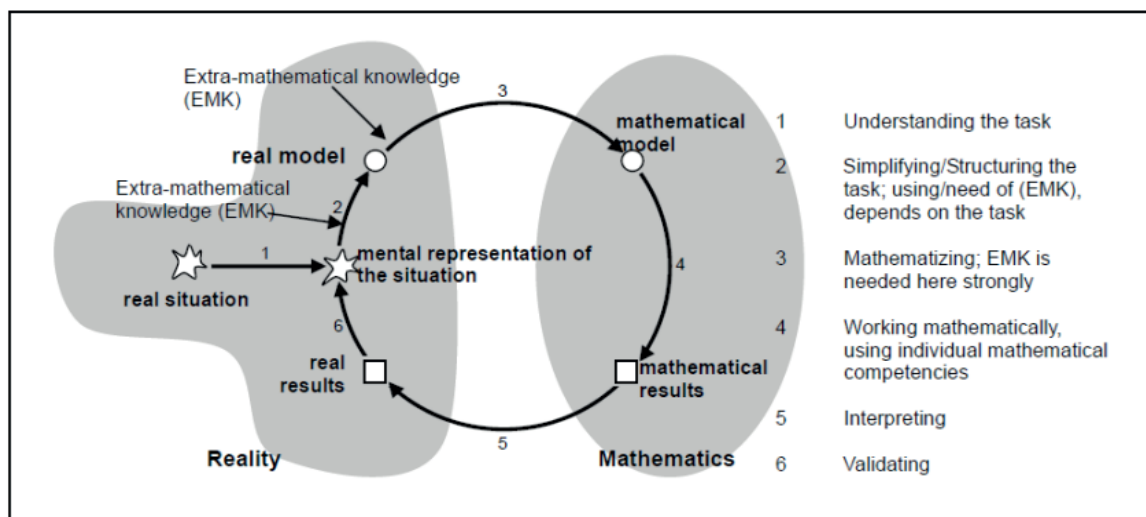 Extra-mathematical knowledge
(EMK)
3
mathematical
model
real model
Extra-mathematical
knowledge (EMK)
2
1
mental representation of
the situation
real situation
4
6
real
results
mathematical
results
5
Reality
Mathematics
1 Understanding the task
2 Simplifying/Structuring the
task; using/need of (EMK),
depends on the task
3 Mathematizing; EMK is
needed here strongly
4 Working mathematically,
using individual mathematical
competencies
5 Interpreting
6 Validating